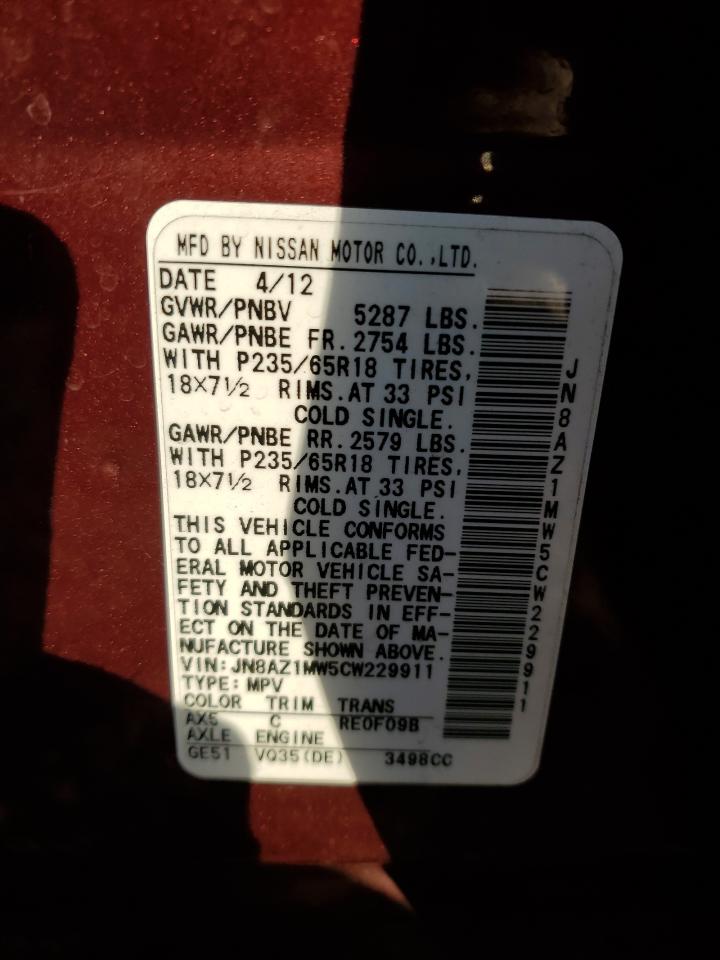 MFD BY NISSAN MOTOR CO.,LTD.
DATE 4/12
GVWR/PNBV 5287 LBS.
GAWR/PNBE FR. 2754 LBS.
WITH P235/65R18 TIRES,
18×7½ RIMS. AT 33 PSI
COLD SINGLE.
GAWR/PNBE RR. 2579 LBS.
WITH P235/65R18 TIRES,
18×7½ RIMS. AT 33 PSI
COLD SINGLE.
THIS VEHICLE CONFORMS
TO ALL APPLICABLE FED-
ERAL MOTOR VEHICLE SA-
FETY AND THEFT PREVEN-
TION STANDARDS IN EFF-
ECT ON THE DATE OF MA-
NUFACTURE SHOWN ABOVE.
VIN:JN8AZ1MW5CW229911
TYPE:MPV
COLOR TRIM TRANS
AX5 C RE0F09B
AXLE ENGINE
GE51 VQ35(DE) 3498CC
JN8AZ1MW5CW229911